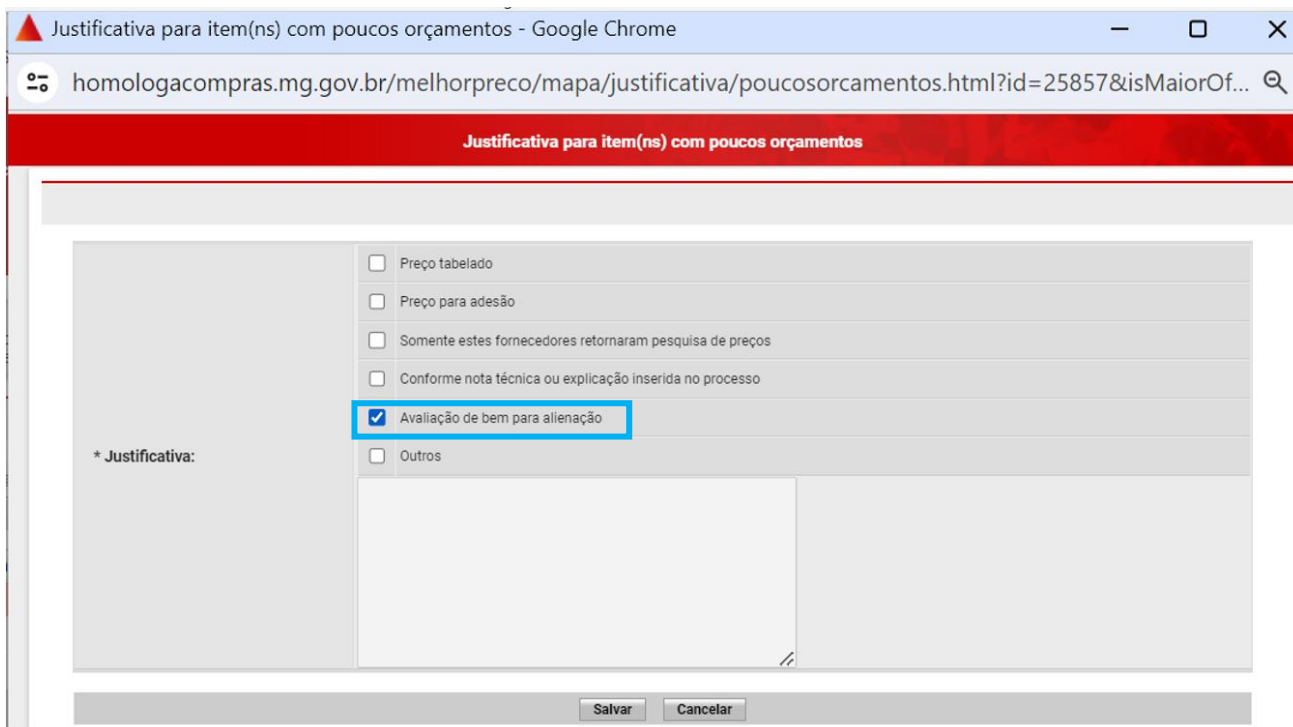 Justificativa para item(ns) com poucos orçamentos - Google Chrome
homologacompras.mg.gov.br/melhorpreco/mapa/justificativa/poucosorcamentos.html?id=25857&isMaiorOf...
Justificativa para item(ns) com poucos orçamentos
Preço tabelado
Preço para adesão
Somente estes fornecedores retornaram pesquisa de preços
Conforme nota técnica ou explicação inserida no processo
Avaliação de bem para alienação
* Justificativa:
Outros
Salvar Cancelar